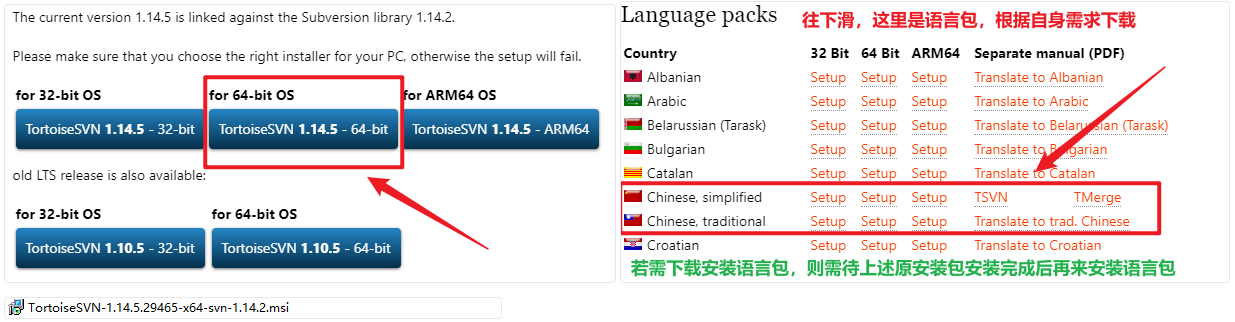 The current version 1.14.5 is linked against the Subversion library 1.14.2.
Please make sure that you choose the right installer for your PC, otherwise the setup will fail.
for 32-bit OS for 64-bit OS for ARM64 OS
TortoiseSVN 1.14.5 - 32-bit TortoiseSVN 1.14.5 - 64-bit TortoiseSVN 1.14.5 - ARM64
old LTS release is also available:
for 32-bit OS for 64-bit OS
TortoiseSVN 1.10.5 - 32-bit TortoiseSVN 1.10.5 - 64-bit
TortoiseSVN-1.14.5.29465-x64-svn-1.14.2.msi
Language packs 往下滑，这里是语言包，根据自身需求下载
Country 32 Bit 64 Bit ARM64 Separate manual (PDF)
Albanian Setup Setup Setup Translate to Albanian
Arabic Setup Setup Setup Translate to Arabic
Belarussian (Tarask) Setup Setup Setup Translate to Belarussian (Tarask)
Bulgarian Setup Setup Setup Translate to Bulgarian
Catalan Setup Setup Setup Translate to Catalan
Chinese, simplified Setup Setup Setup TSVN TMerge
Chinese, traditional Setup Setup Setup Translate to trad. Chinese
Croatian Setup Setup Setup Translate to Croatian
若需下载安装语言包，则需待上述原安装包安装完成后再来安装语言包